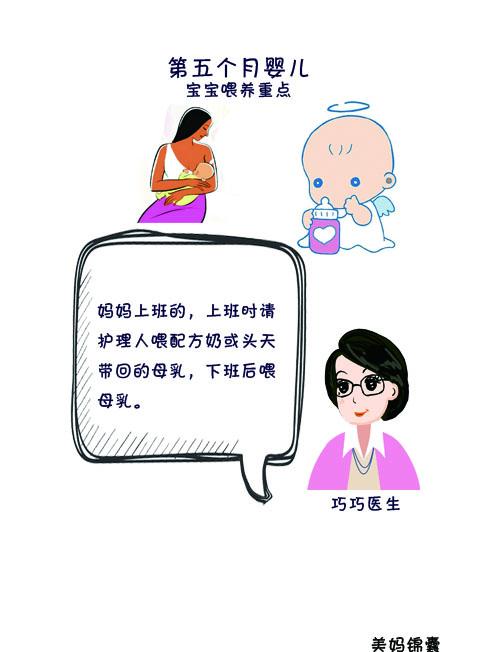 第五个月婴儿
宝宝喂养重点
妈妈上班的，上班时请
护理人喂配方奶或头天
带回的母乳，下班后喂
母乳。
巧巧医生
美妈锦囊